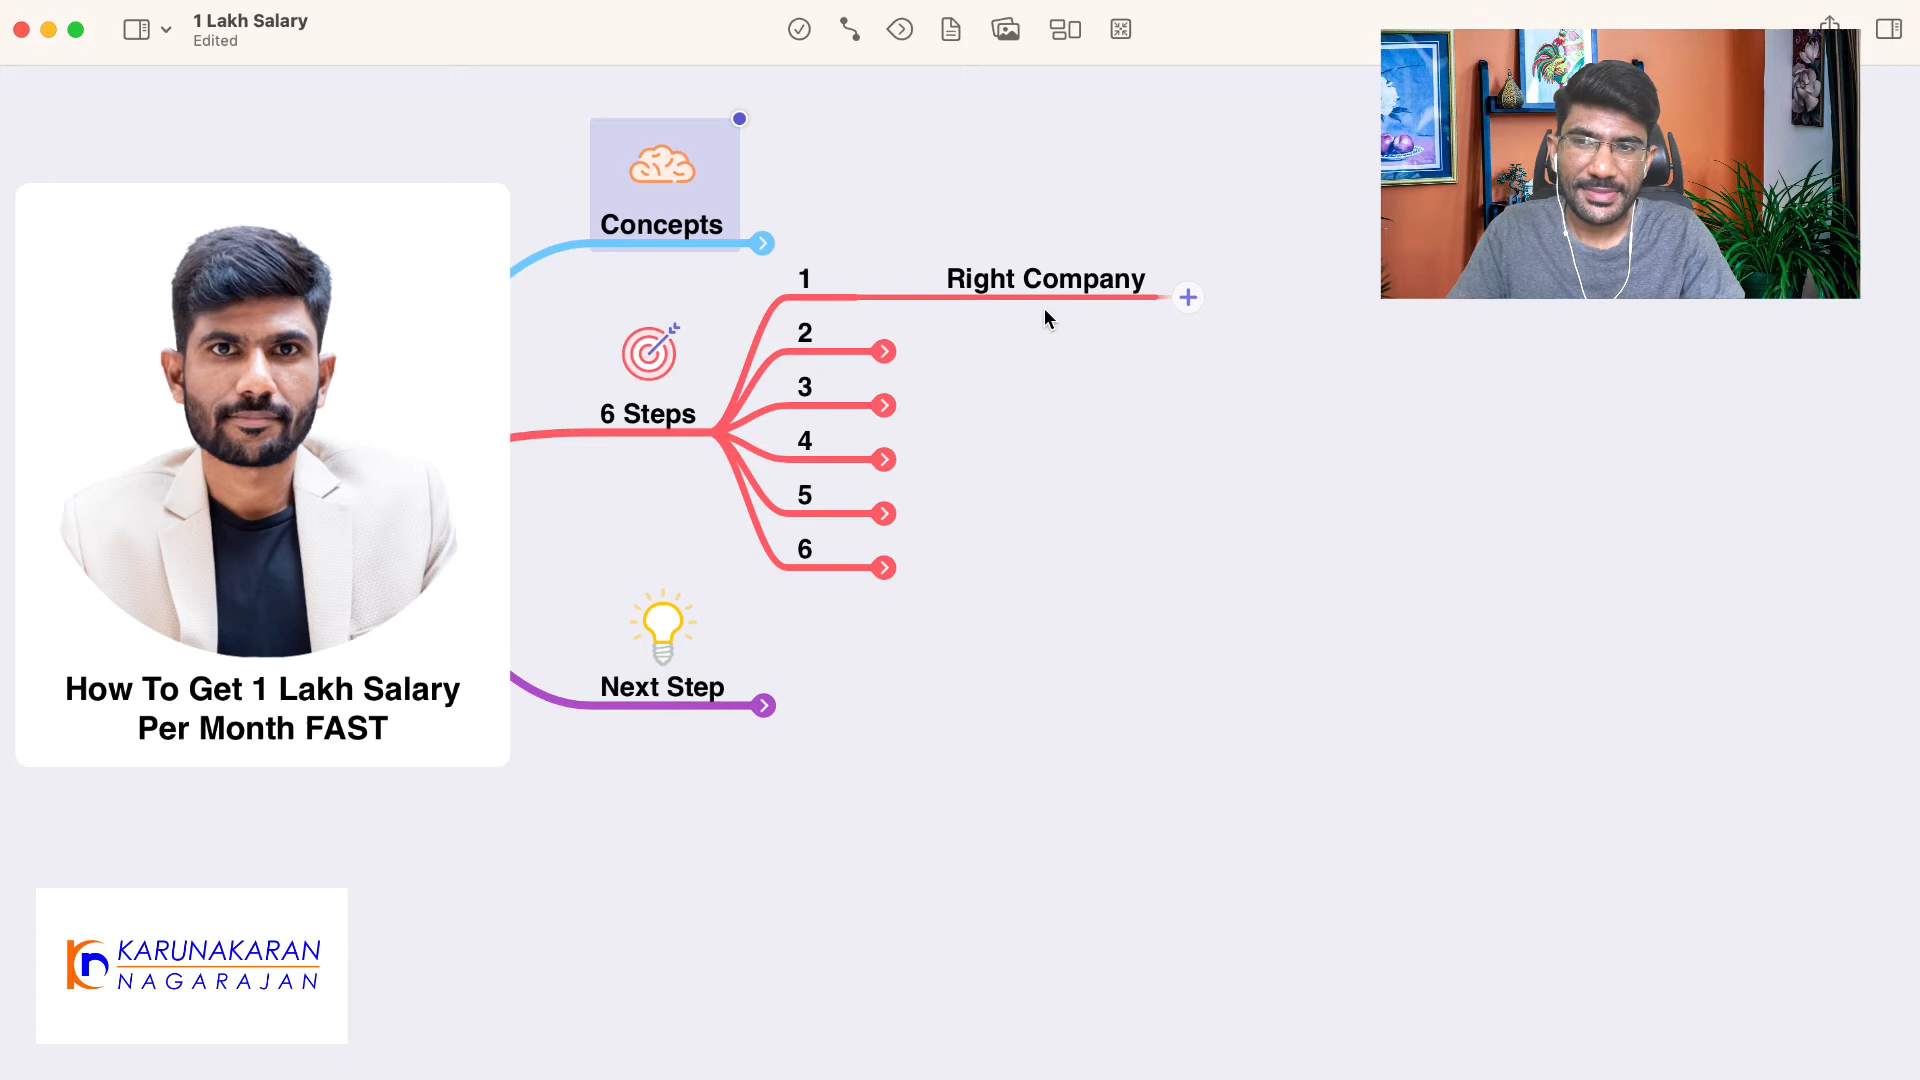 1 Lakh Salary
Edited
Concepts
1
Right Company
2
3
4
5
6
6 Steps
Next Step
How To Get 1 Lakh Salary
Per Month FAST
KARUNAKARAN
NAGARAJAN